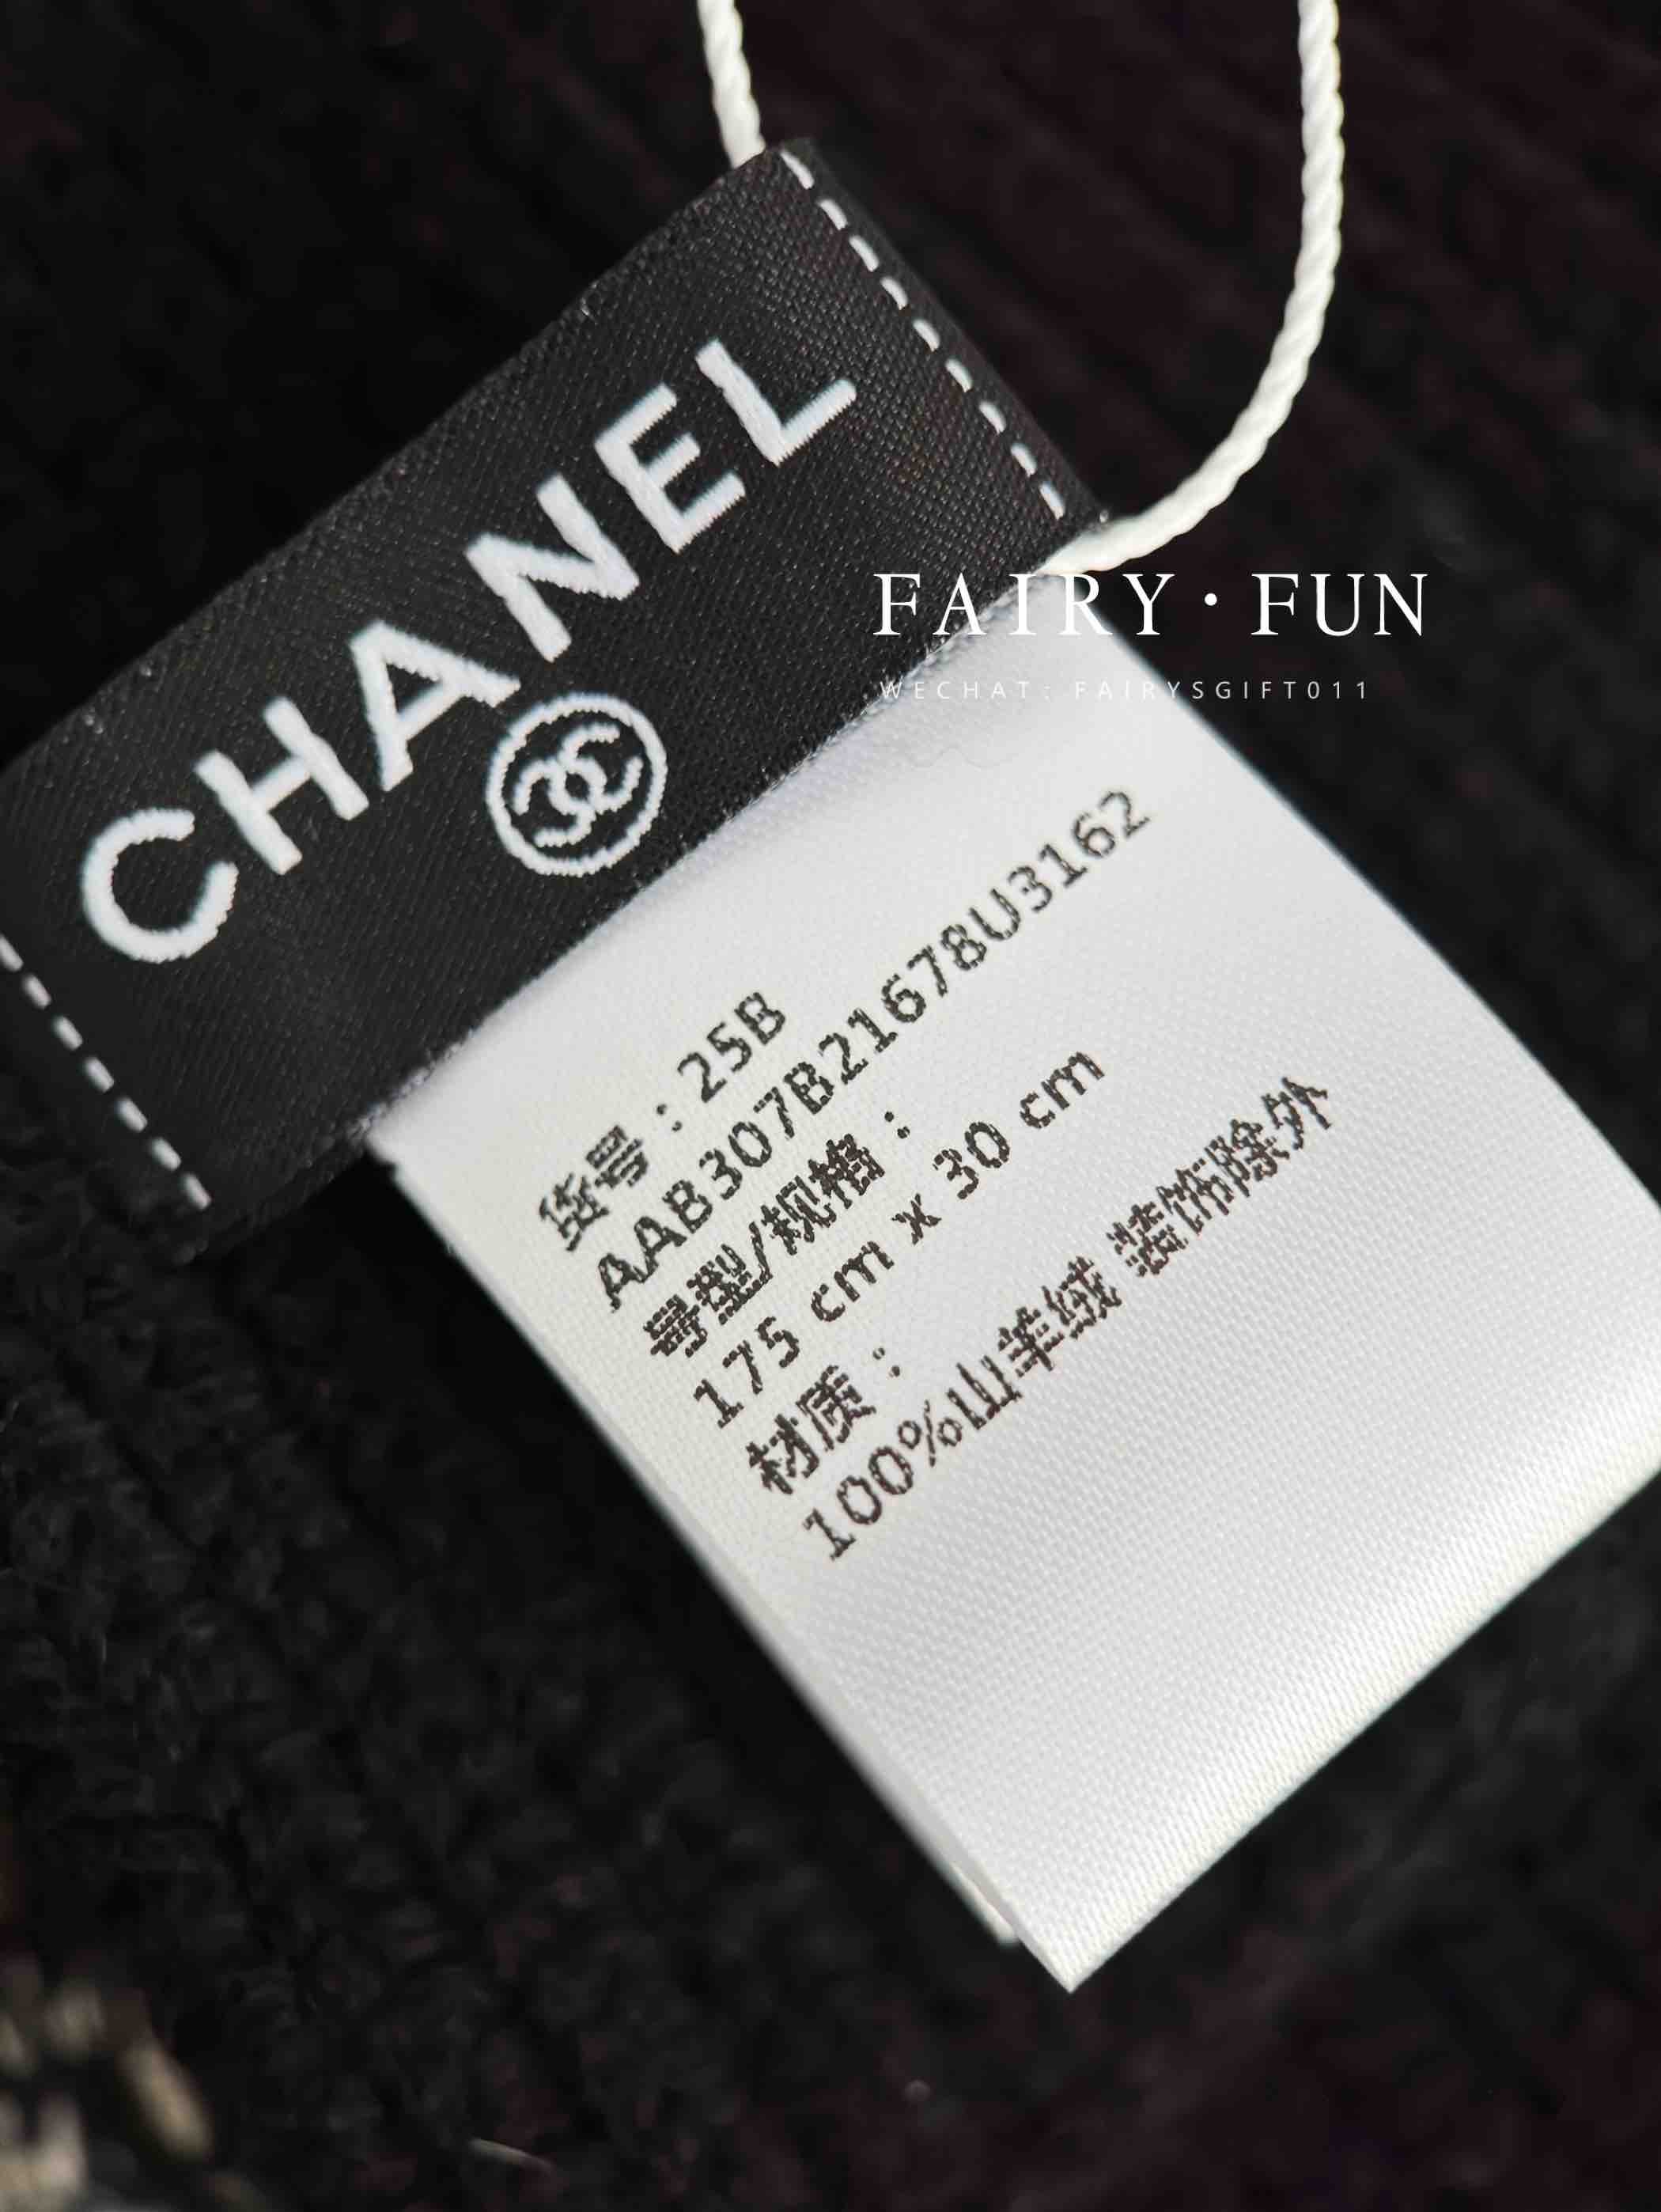 CHANEL
FAIRY·FUN
WECHAT: FAIRYSGIFT011
货号：25B
AAB307B21678U3162
号型/规格：
175 cm x 30 cm
材质：
100%山羊绒 装饰除外